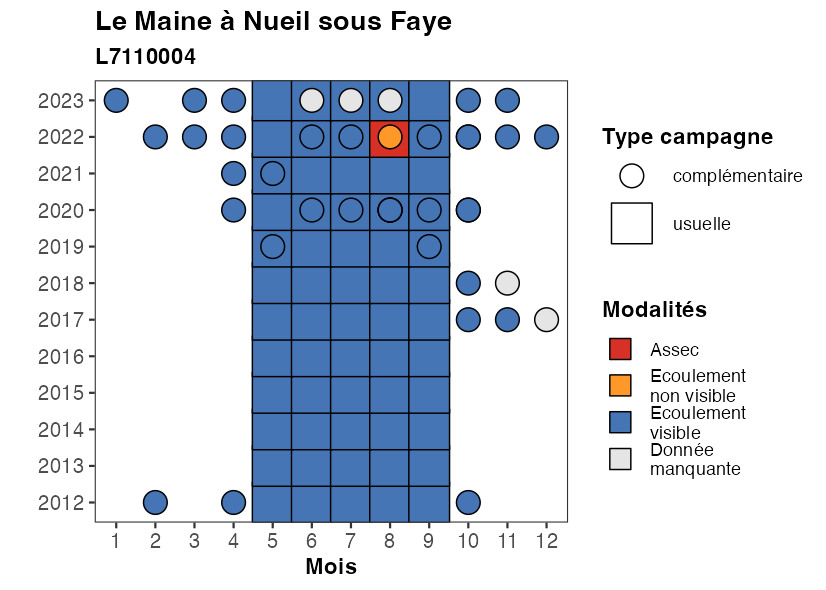 Le Maine à Nueil sous Faye
L7110004
2023
2022
2021
2020
2019
2018
2017
2016
2015
2014
2013
2012
1 2 3 4 5 6 7 8 9 10 11 12
Mois
Type campagne
complémentaire
usuelle
Modalités
Assec
Ecoulement
non visible
Ecoulement
visible
Donnée
manquante